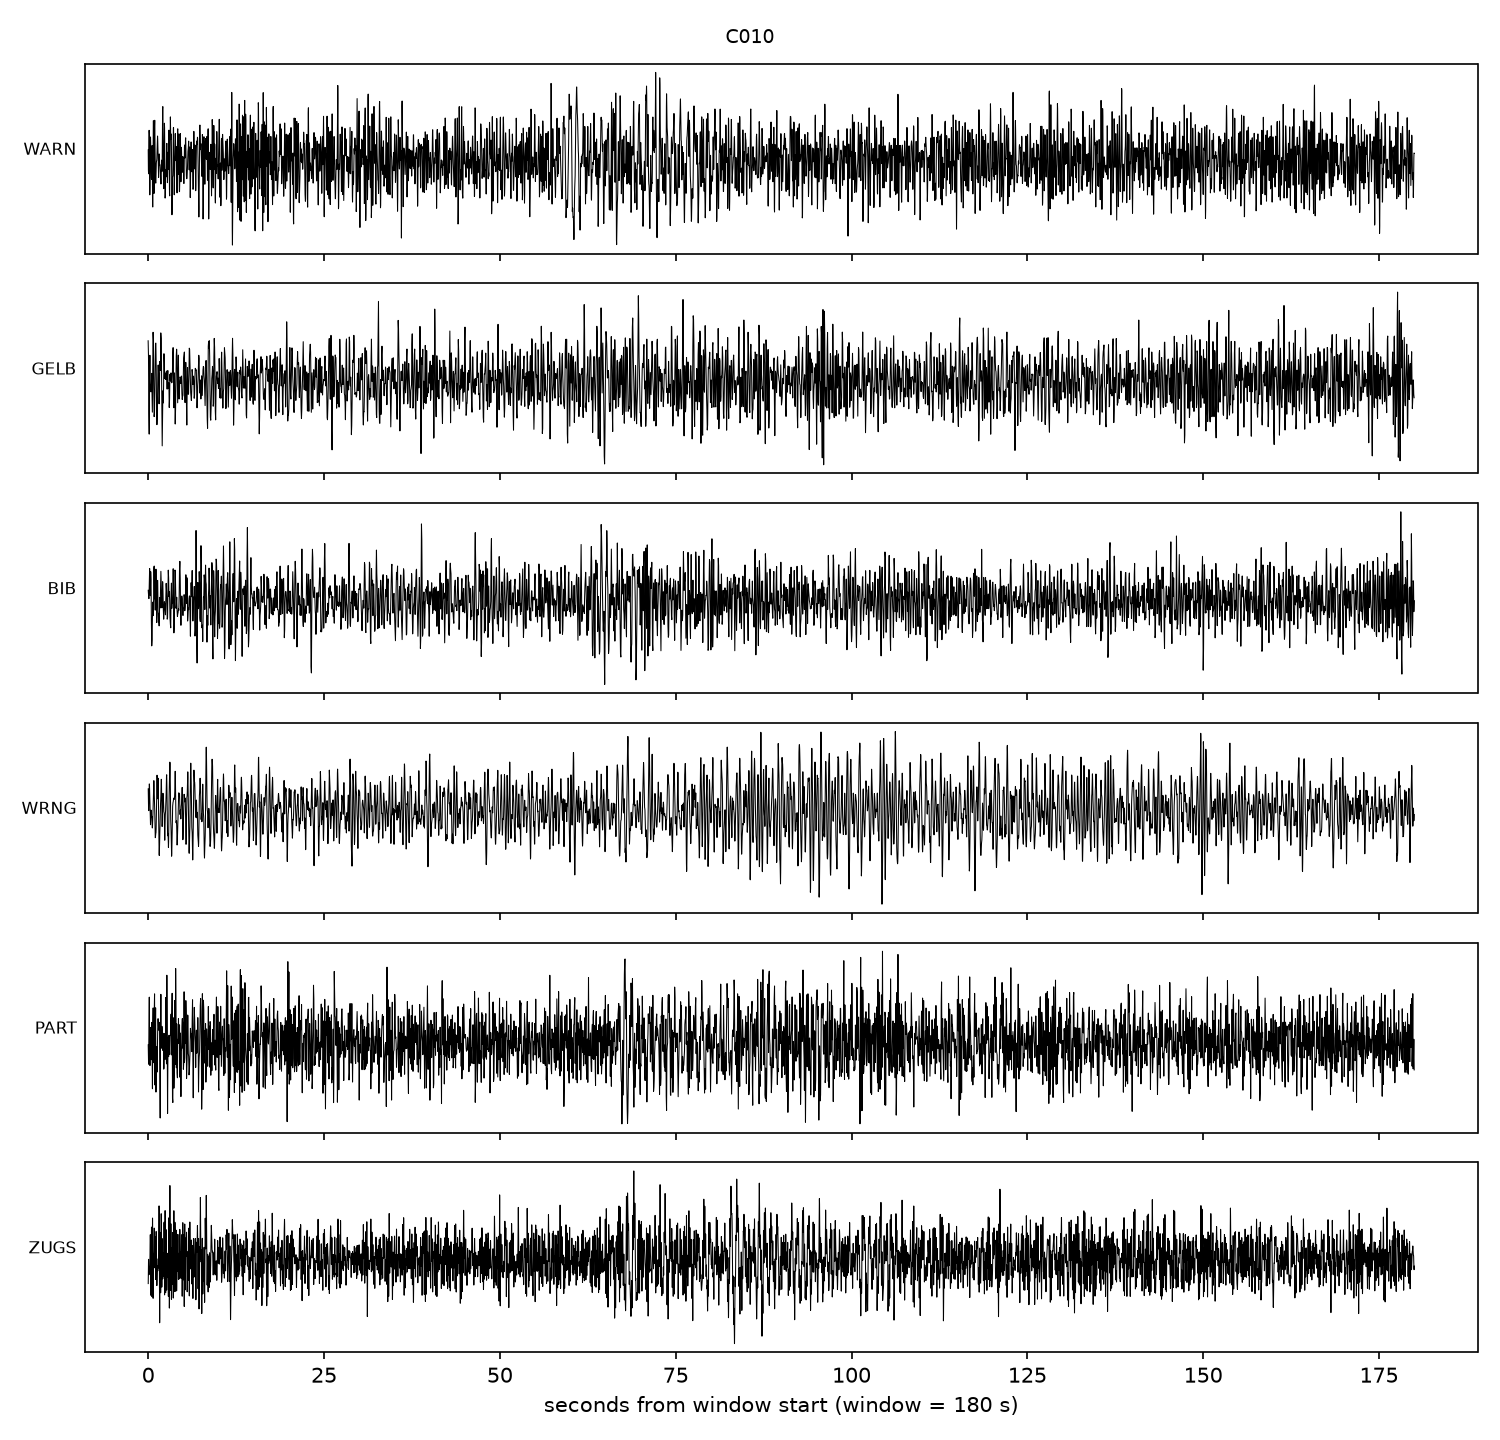 C010
WARN
GELB
BIB
WRNG
PART
ZUGS
0 25 50 75 100 125 150 175
seconds from window start (window = 180 s)